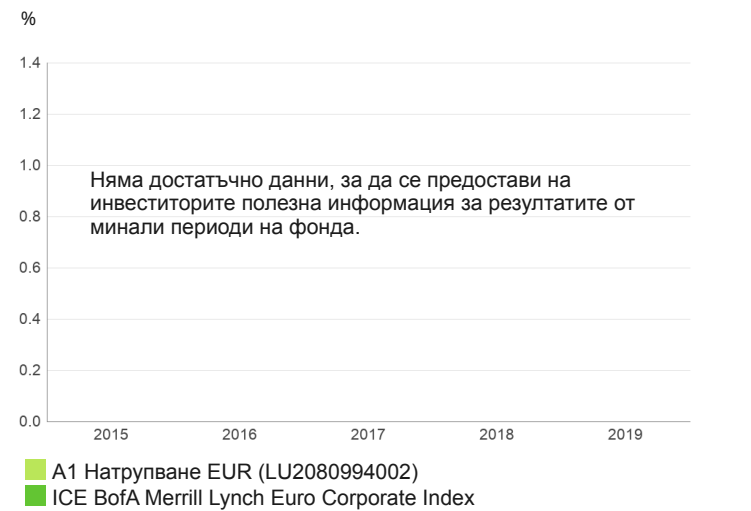 %
1.4
1.2
1.0
Няма достатъчно данни, за да се предостави на
инвеститорите полезна информация за резултатите от
0.8
минали периоди на фонда.
0.6
0.4
0.2
0.0
2015 2016 2017 2018 2019
A1 Натрупване EUR (LU2080994002)
ICE BofA Merrill Lynch Euro Corporate Index